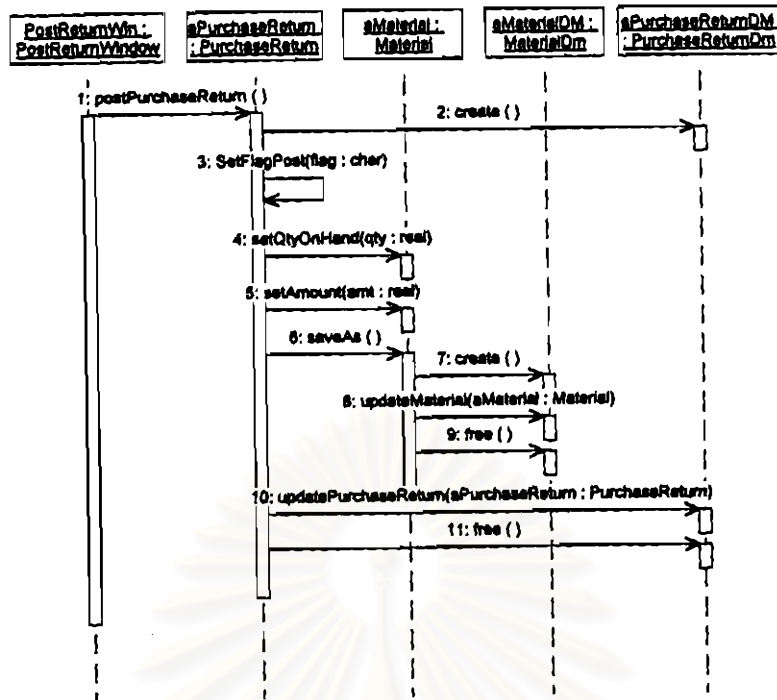 PostReturnWin :
PostReturnWindow
aPurchaseReturn
: PurchaseReturn
aMaterial :
Material
aMaterialDM :
MaterialDm
aPurchaseReturnDM
: PurchaseReturnDm
1: postPurchaseReturn ( )
2: create ( )
3: SetFlagPost(flag : char)
4: setQtyOnHand(qty : real)
5: setAmount(amt : real)
6: saveAs ( )
7: create ( )
8: updateMaterial(aMaterial : Material)
9: free ( )
10: updatePurchaseReturn(aPurchaseReturn : PurchaseReturn)
11: free ( )